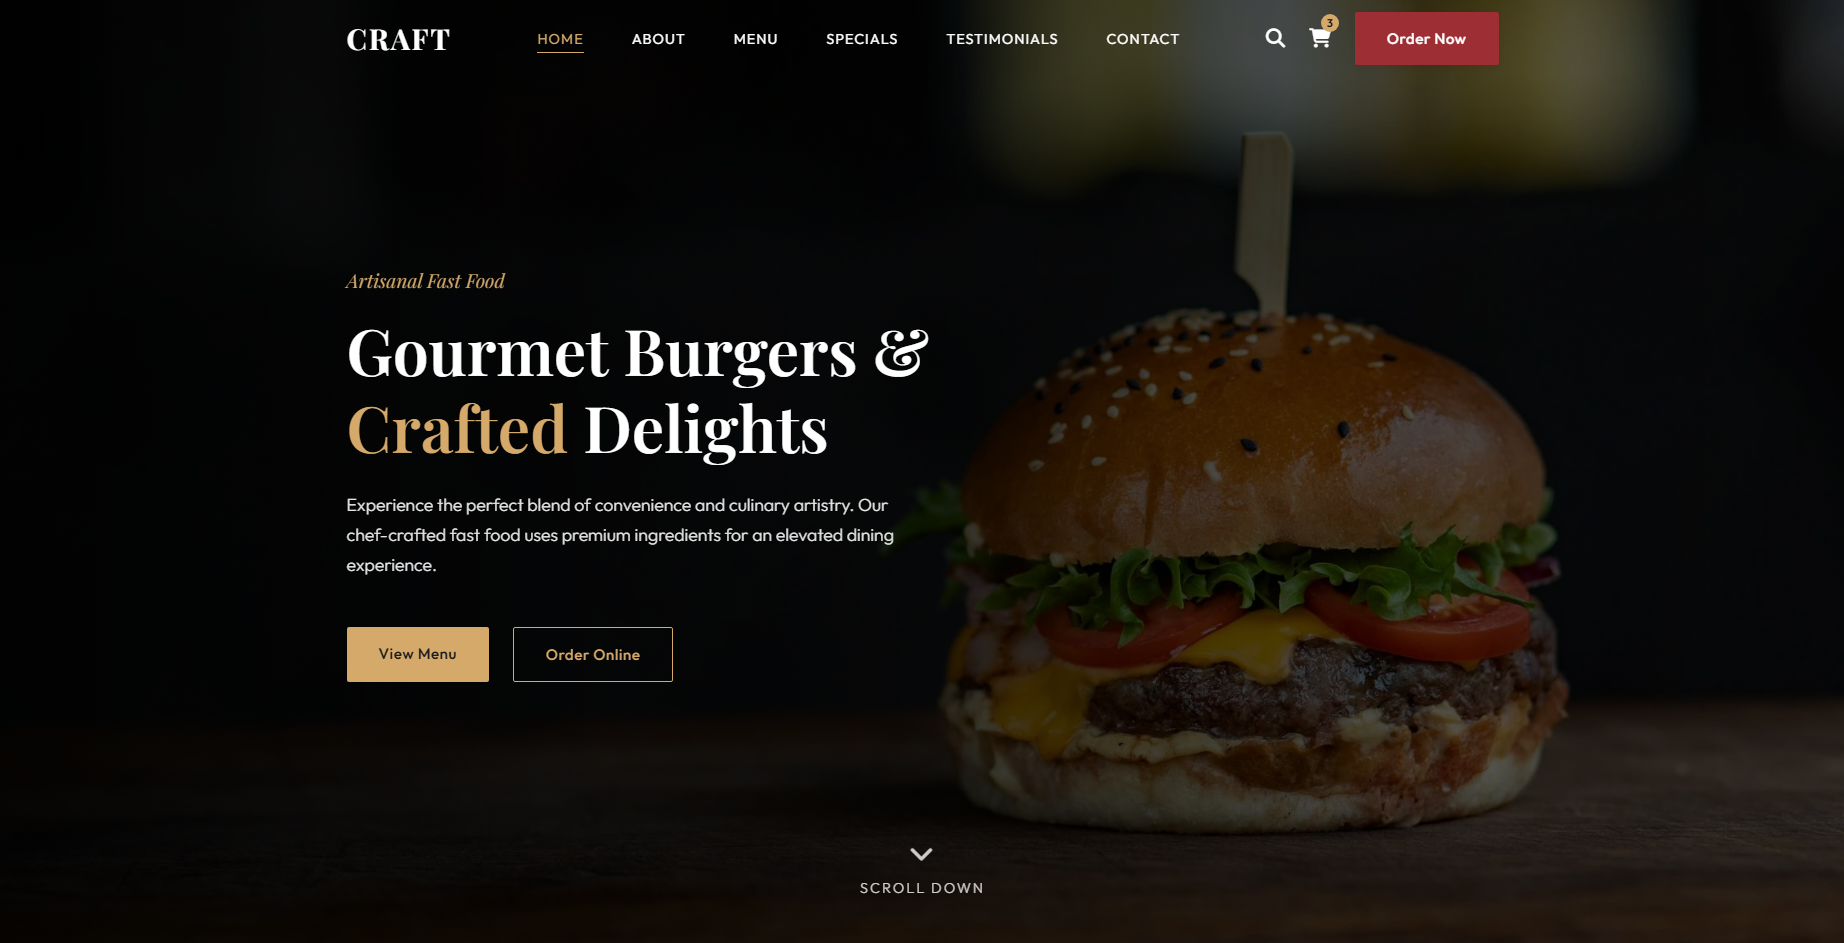 CRAFT
HOME
ABOUT
MENU
SPECIALS
TESTIMONIALS
CONTACT
3
Order Now
Artisanal Fast Food
Gourmet Burgers &
Crafted Delights
Experience the perfect blend of convenience and culinary artistry. Our
chef-crafted fast food uses premium ingredients for an elevated dining
experience.
View Menu
Order Online
SCROLL DOWN